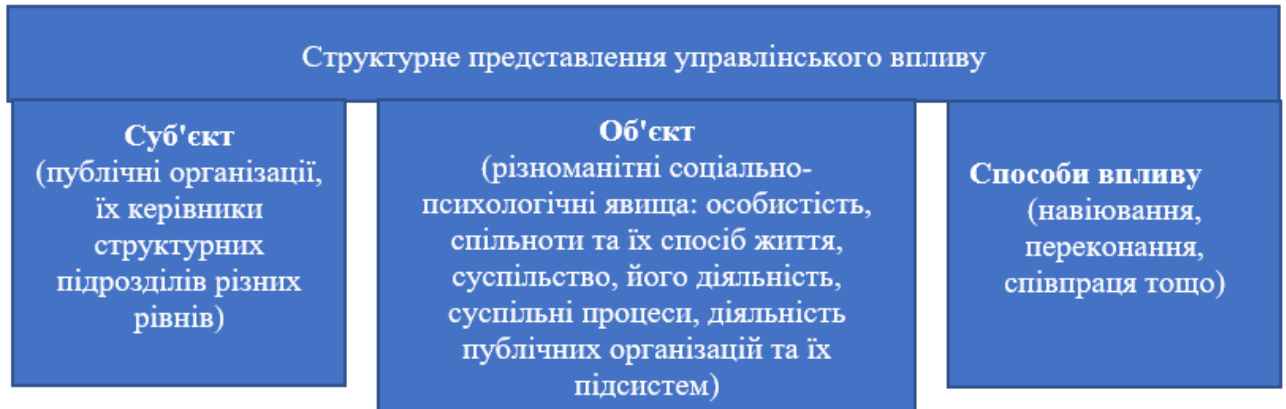 Структурне представлення управлінського впливу
Суб'єкт
(публічні організації,
їх керівники
структурних
підрозділів різних
рівнів)
Об'єкт
(різноманітні соціально-
психологічні явища: особистість,
спільноти та їх спосіб життя,
суспільство, його діяльність,
суспільні процеси, діяльність
публічних організацій та їх
підсистем)
Способи впливу
(навіювання,
переконання,
співпраця тощо)